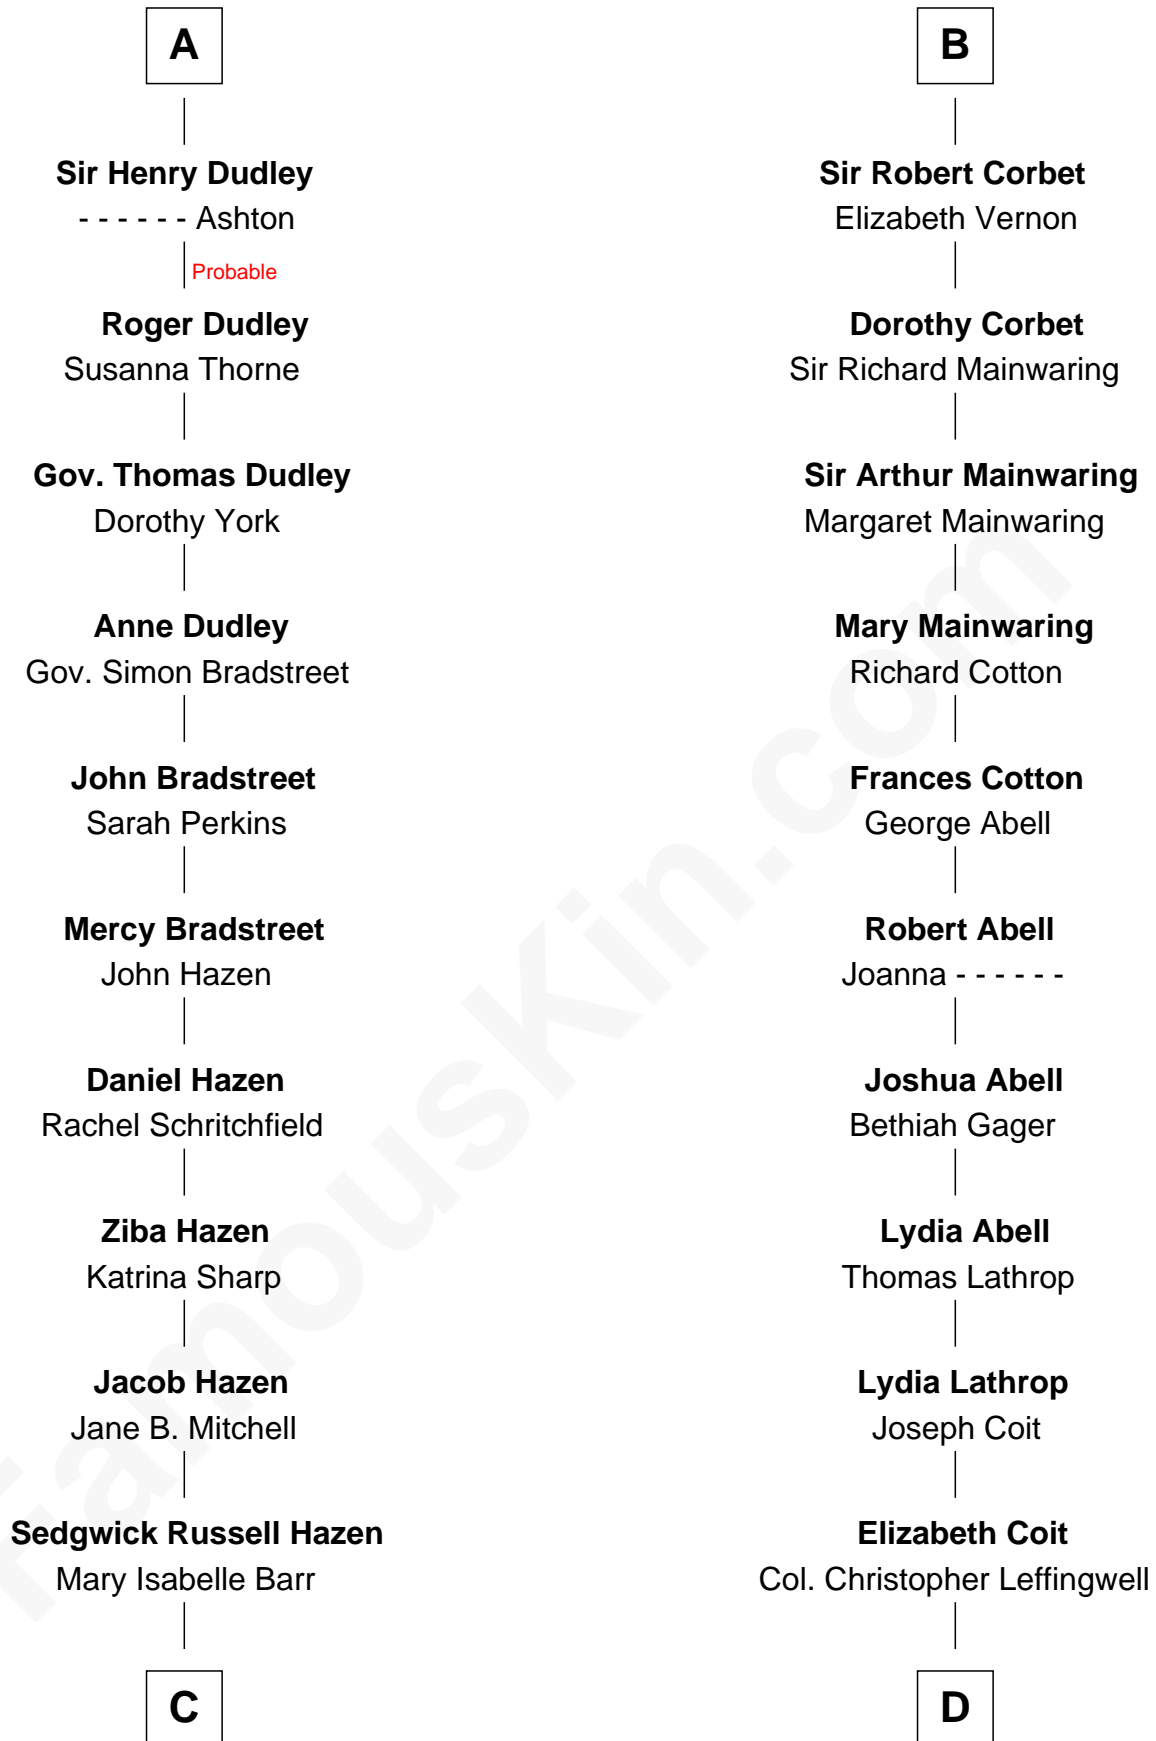 A
Sir Henry Dudley
- - - - - - Ashton
Probable
Roger Dudley
Susanna Thorne
Gov. Thomas Dudley
Dorothy York
Anne Dudley
Gov. Simon Bradstreet
John Bradstreet
Sarah Perkins
Mercy Bradstreet
John Hazen
Daniel Hazen
Rachel Schritchfield
Ziba Hazen
Katrina Sharp
Jacob Hazen
Jane B. Mitchell
Sedgwick Russell Hazen
Mary Isabelle Barr
C
B
Sir Robert Corbet
Elizabeth Vernon
Dorothy Corbet
Sir Richard Mainwaring
Sir Arthur Mainwaring
Margaret Mainwaring
Mary Mainwaring
Richard Cotton
Frances Cotton
George Abell
Robert Abell
Joanna - - - - - -
Joshua Abell
Bethiah Gager
Lydia Abell
Thomas Lathrop
Lydia Lathrop
Joseph Coit
Elizabeth Coit
Col. Christopher Leffingwell
D
FamousKin.com